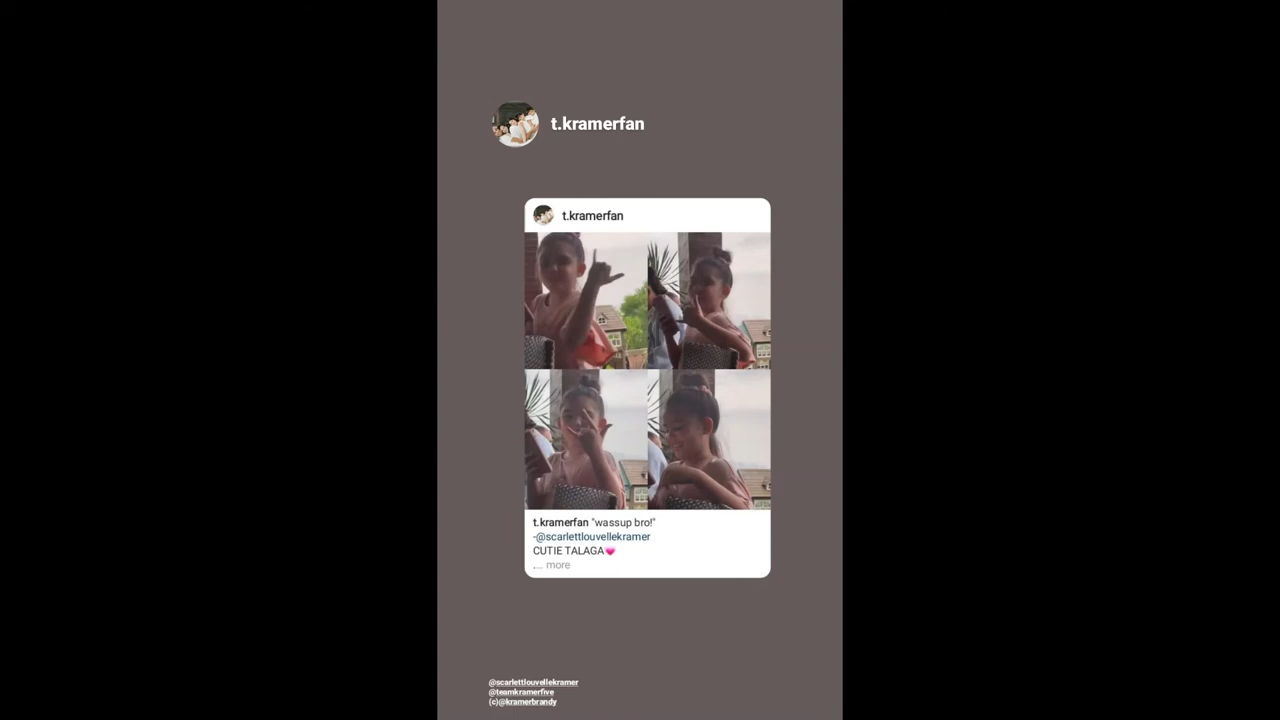 t.kramerfan
t.kramerfan
t.kramerfan "wassup bro!"
-@scarlettlouvellekramer
CUTIE TALAGA💗
.... more
@scarlettlouvellekramer
@teamkramerfive
(c)@kramerbrandy